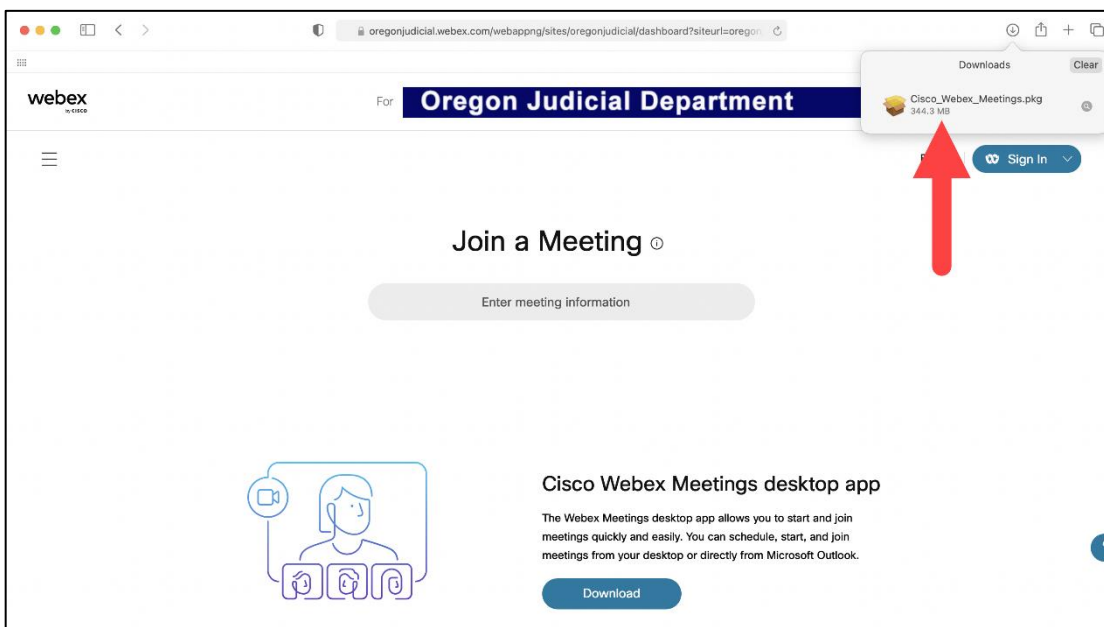 oregonjudicial.webex.com/webappng/sites/oregonjudicial/dashboard?siteurl=oregon
Downloads
Clear
Cisco_Webex_Meetings.pkg
344.3 MB
webex
by CISCO
For Oregon Judicial Department
Sign In
Join a Meeting
Enter meeting information
Cisco Webex Meetings desktop app
The Webex Meetings desktop app allows you to start and join
meetings quickly and easily. You can schedule, start, and join
meetings from your desktop or directly from Microsoft Outlook.
Download